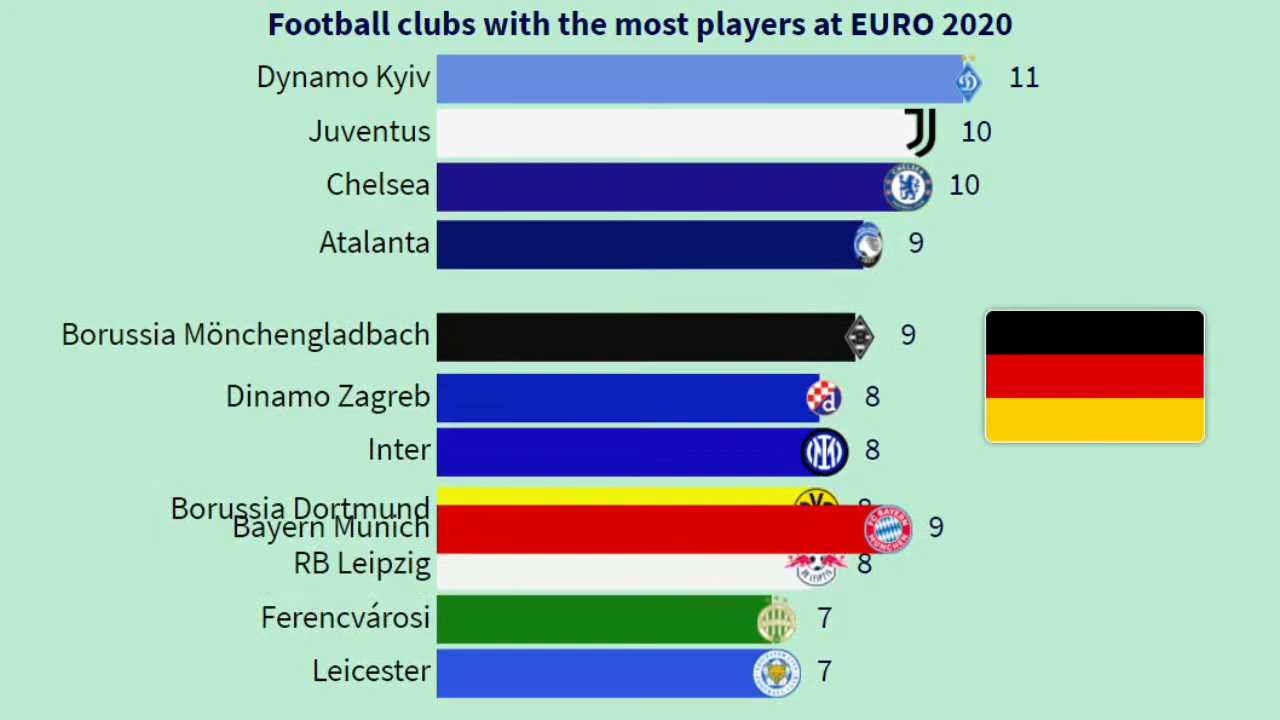 Football clubs with the most players at EURO 2020
Dynamo Kyiv 11
Juventus 10
Chelsea 10
Atalanta 9
Borussia Mönchengladbach 9
Dinamo Zagreb 8
Inter 8
Borussia Dortmund
Bayern Munich 9
RB Leipzig 8
Ferencvárosi 7
Leicester 7